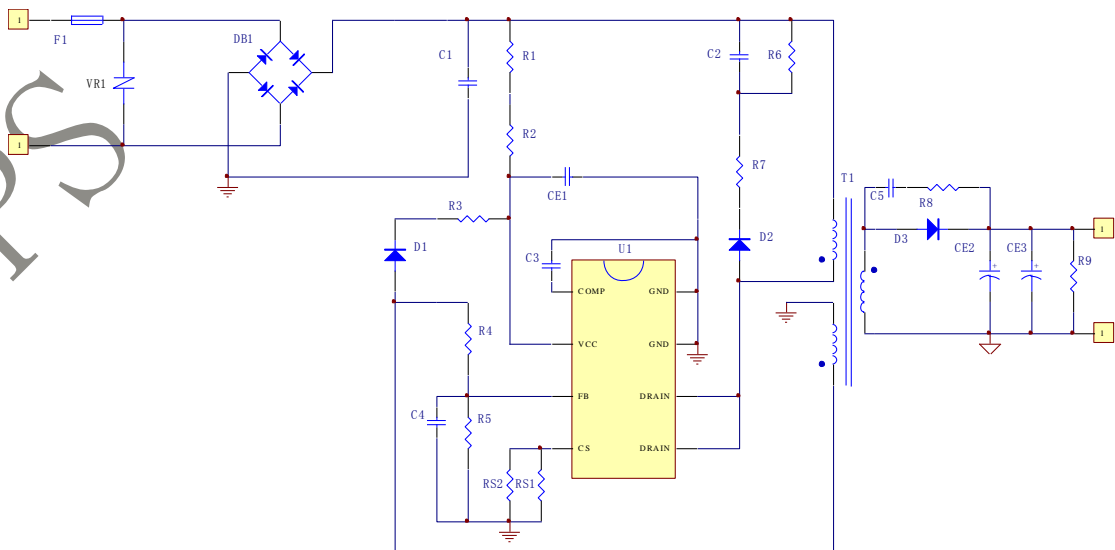 1
F1
DB1
C1
R1
C2
R6
VR1
1
R2
R7
T1
CE1
C5
R8
R3
D1
C3
U1
D2
D3
CE2
CE3
1
R9
COMP
GND
R4
VCC
GND
1
C4
R5
FB
DRAIN
CS
DRAIN
RS2
RS1
PS